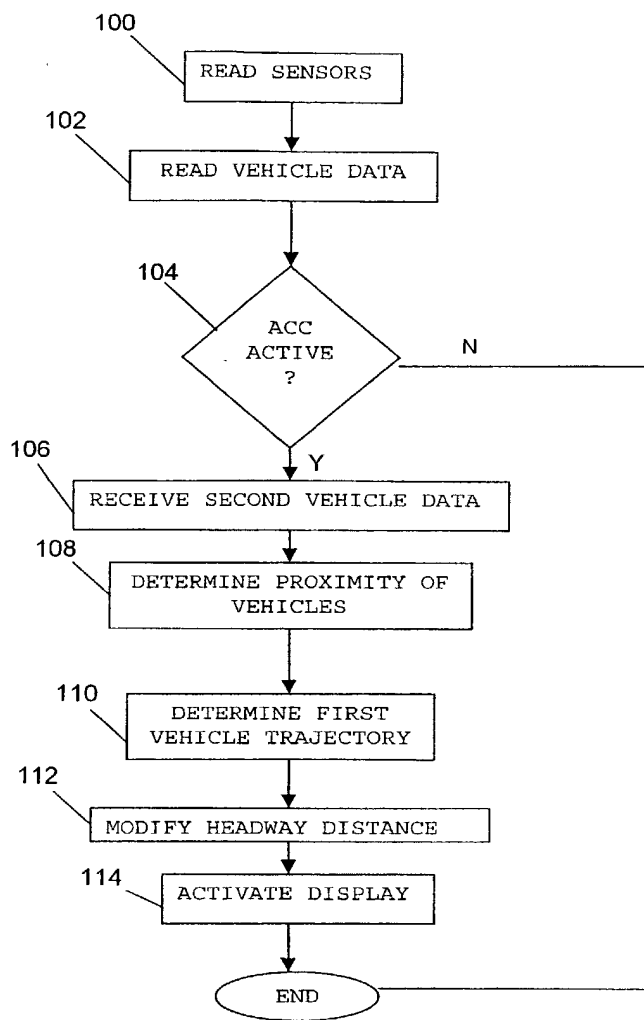 100
READ SENSORS
102
READ VEHICLE DATA
104
ACC
ACTIVE
?
N
Y
106
RECEIVE SECOND VEHICLE DATA
108
DETERMINE PROXIMITY OF
VEHICLES
110
DETERMINE FIRST
VEHICLE TRAJECTORY
112
MODIFY HEADWAY DISTANCE
114
ACTIVATE DISPLAY
END